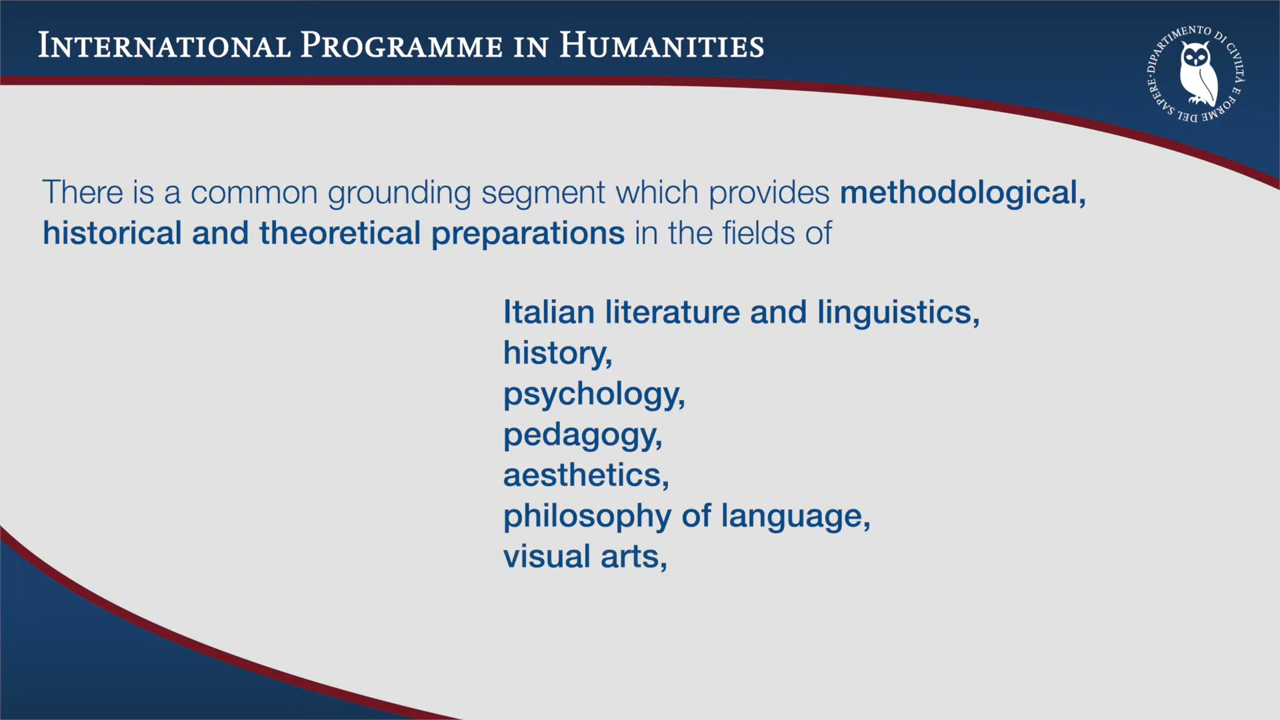 INTERNATIONAL PROGRAMME IN HUMANITIES
DIPARTIMENTO DI CIVILTÀ E FORME DEL SAPERE
There is a common grounding segment which provides methodological,
historical and theoretical preparations in the fields of
Italian literature and linguistics,
history,
psychology,
pedagogy,
aesthetics,
philosophy of language,
visual arts,